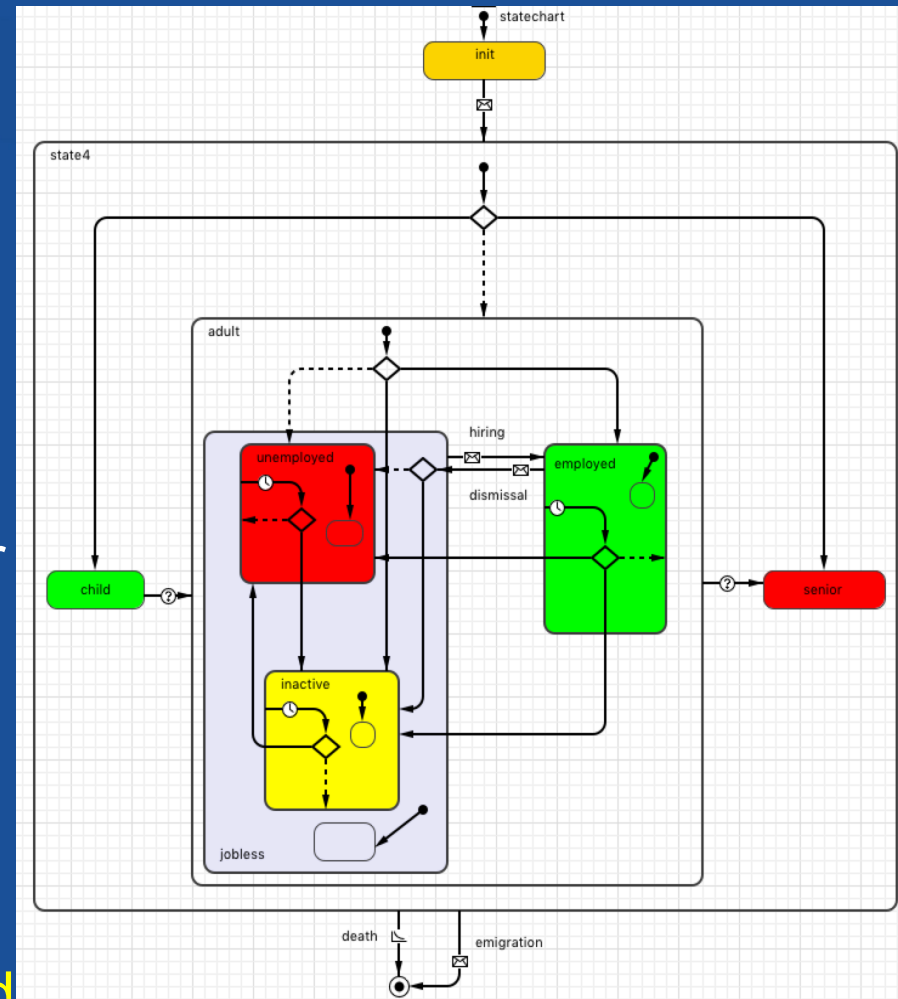 statechart
init
state4
adult
hiring
unemployed
employed
dismissal
child
senior
inactive
jobless
death
emigration